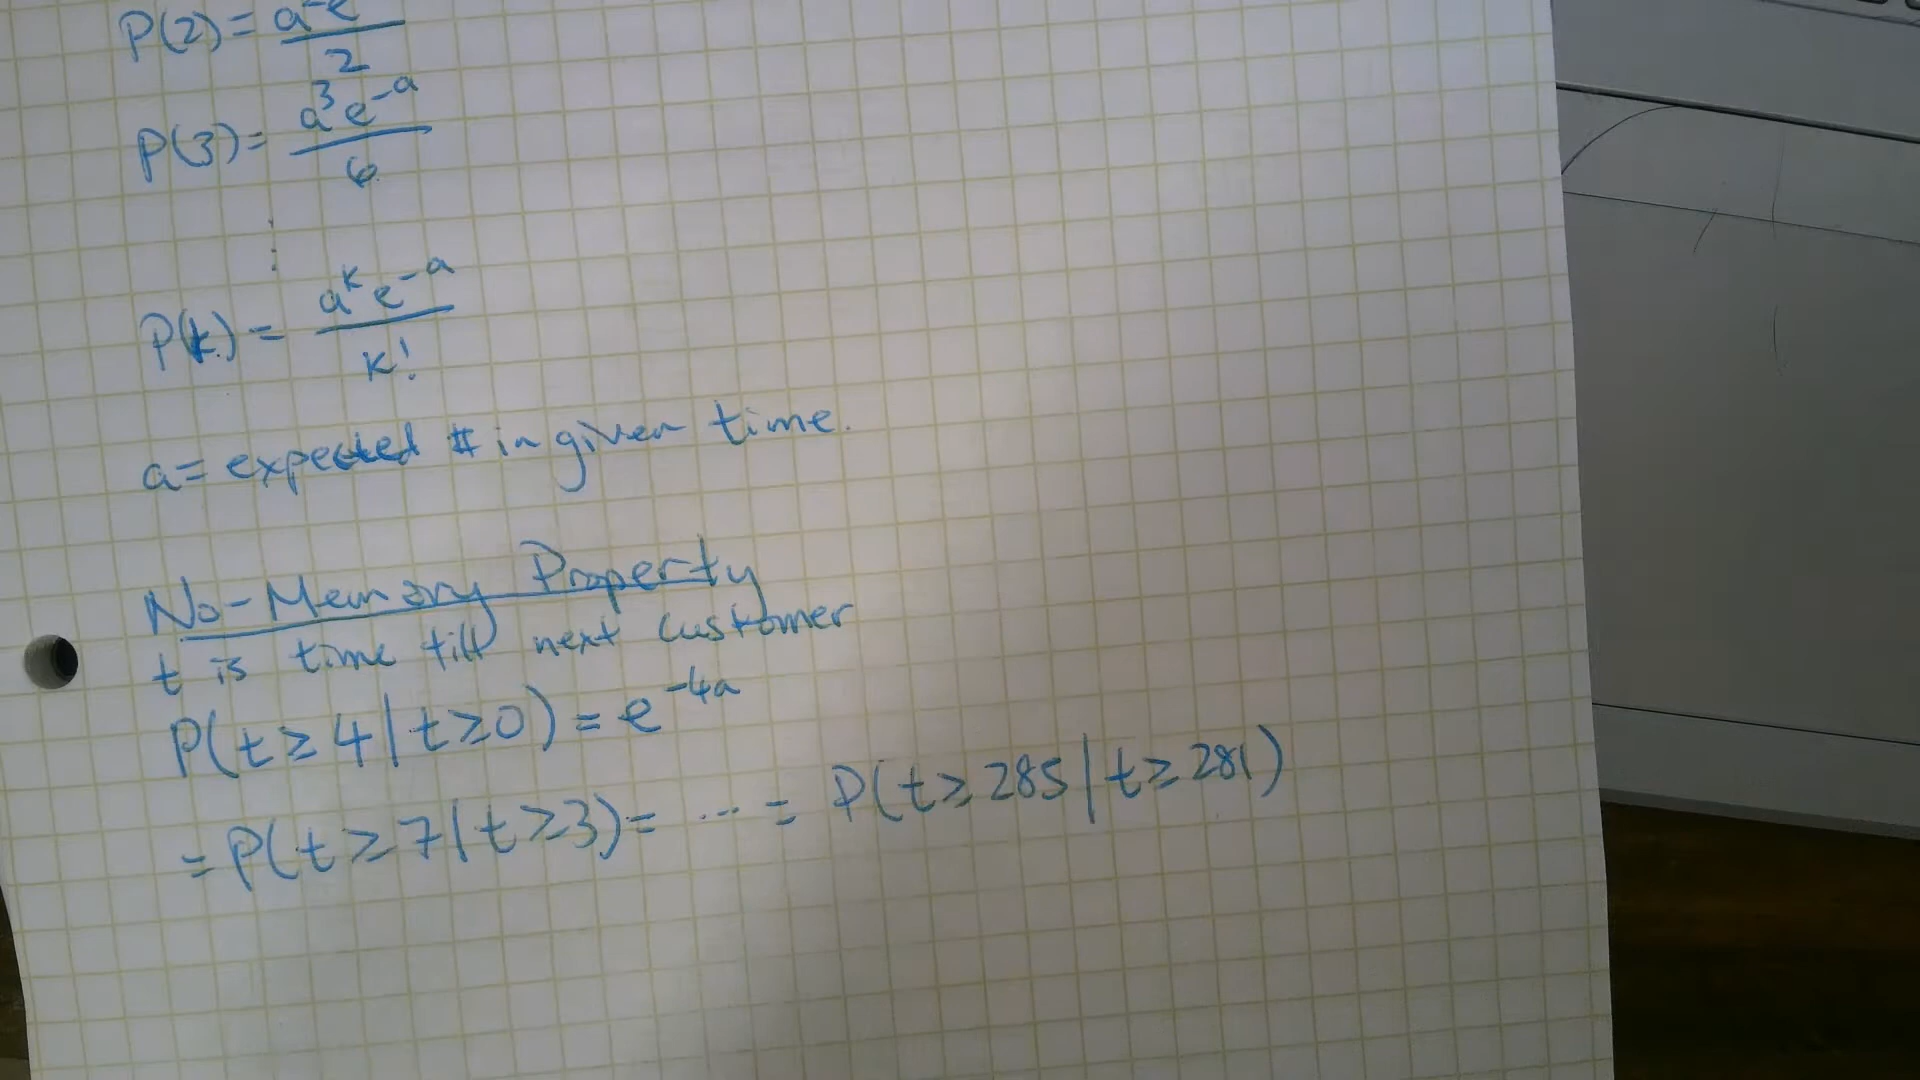 P(2) = a²e / 2
P(3) = a³e⁻ᵃ / 6
⋮
P(k) = aᵏe⁻ᵃ / k!
a = expected # in given time.
No-Memory Property
t is time till next customer
P(t ≥ 4 | t ≥ 0) = e⁻⁴ᵃ
= P(t ≥ 7 | t ≥ 3) = ... = P(t ≥ 285 | t ≥ 281)